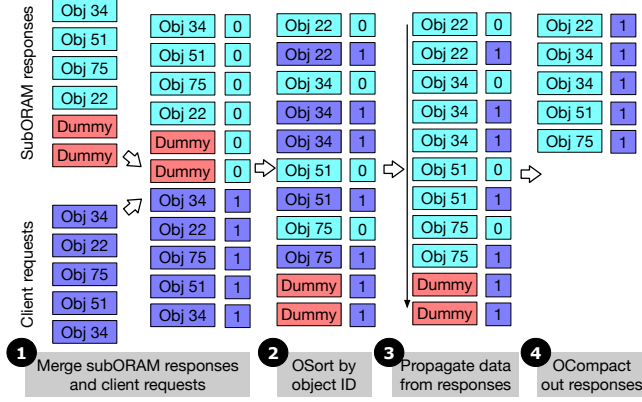 SubORAM responses
Obj 34
Obj 51
Obj 75
Obj 22
Dummy
Dummy
Client requests
Obj 34
Obj 22
Obj 75
Obj 51
Obj 34
Obj 34 0
Obj 51 0
Obj 75 0
Obj 22 0
Dummy 0
Dummy 0
Obj 34 1
Obj 22 1
Obj 75 1
Obj 51 1
Obj 34 1
Obj 22 0
Obj 22 1
Obj 34 0
Obj 34 1
Obj 34 1
Obj 51 0
Obj 51 1
Obj 75 0
Obj 75 1
Dummy 1
Dummy 1
Obj 22 0
Obj 22 1
Obj 34 0
Obj 34 1
Obj 34 1
Obj 51 0
Obj 51 1
Obj 75 0
Obj 75 1
Dummy 1
Dummy 1
Obj 22 1
Obj 34 1
Obj 34 1
Obj 51 1
Obj 75 1
1
Merge subORAM responses
and client requests
2
OSort by
object ID
3
Propagate data
from responses
4
OCompact
out responses